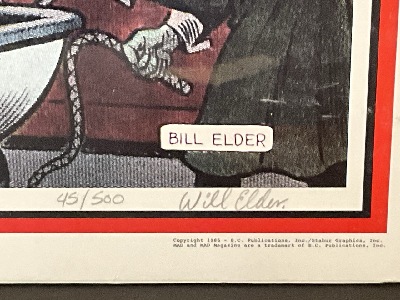 BILL ELDER
45/500 Will Elder.
Copyright 1986 - E.C. Publications, Inc./Stabur Graphics, Inc.
MAD and MAD Magazine are a trademark of E.C. Publications, Inc.